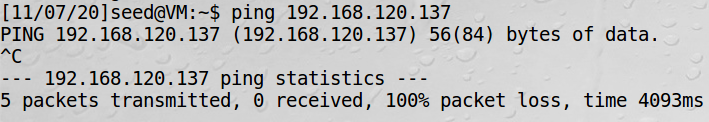 [11/07/20]seed@VM:~$ ping 192.168.120.137
PING 192.168.120.137 (192.168.120.137) 56(84) bytes of data.
^C
--- 192.168.120.137 ping statistics ---
5 packets transmitted, 0 received, 100% packet loss, time 4093ms